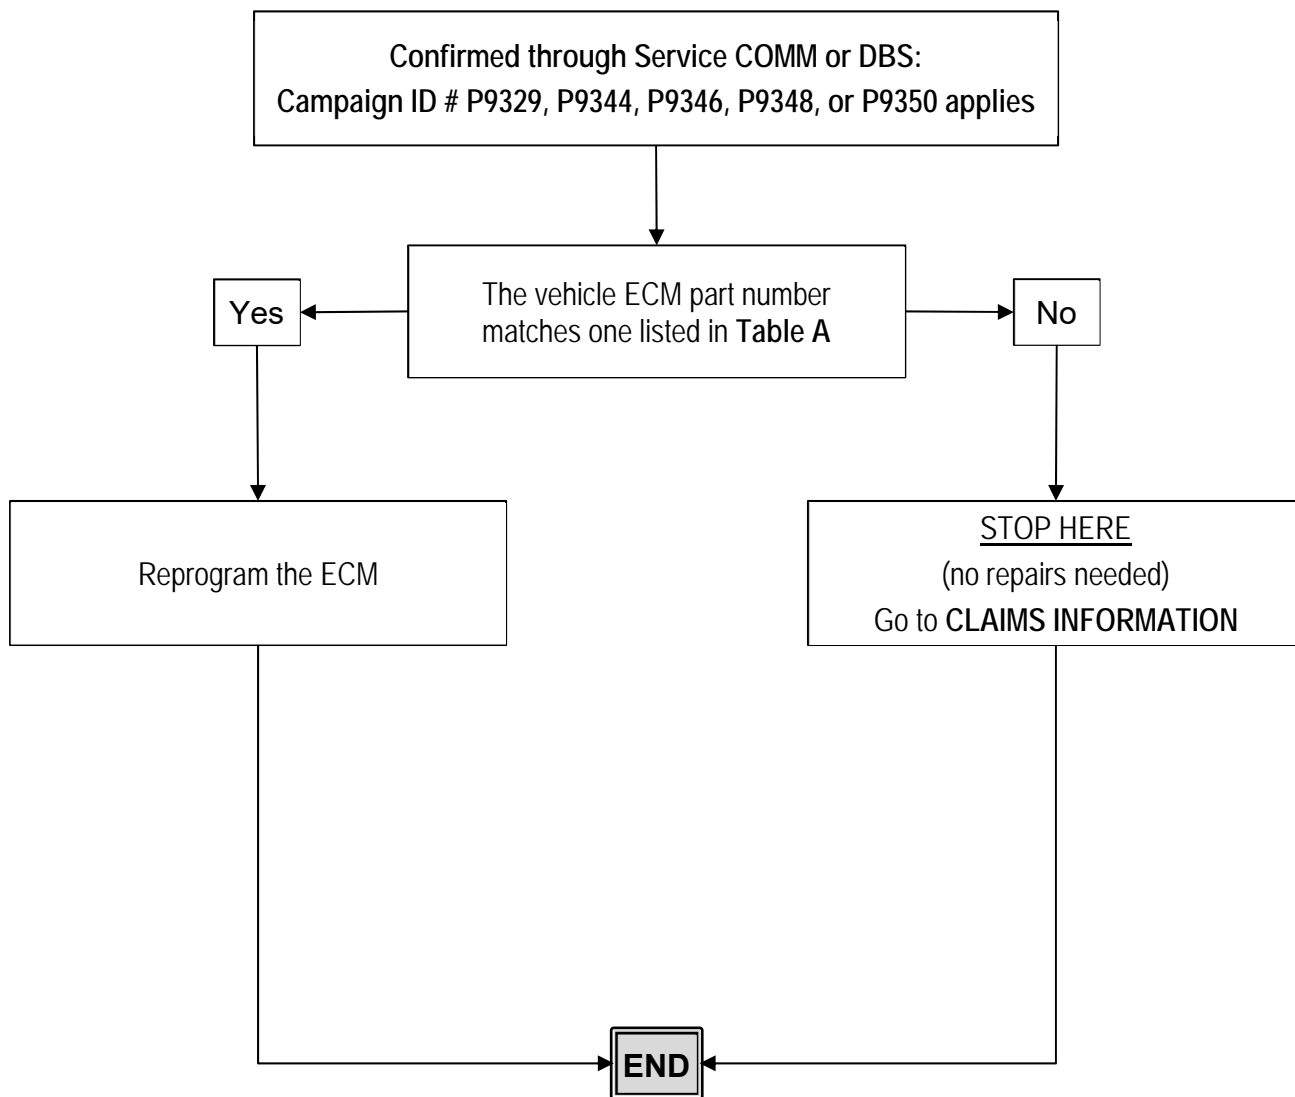 Confirmed through Service COMM or DBS:
Campaign ID # P9329, P9344, P9346, P9348, or P9350 applies
The vehicle ECM part number
matches one listed in Table A
Yes
No
Reprogram the ECM
STOP HERE
(no repairs needed)
Go to CLAIMS INFORMATION
END